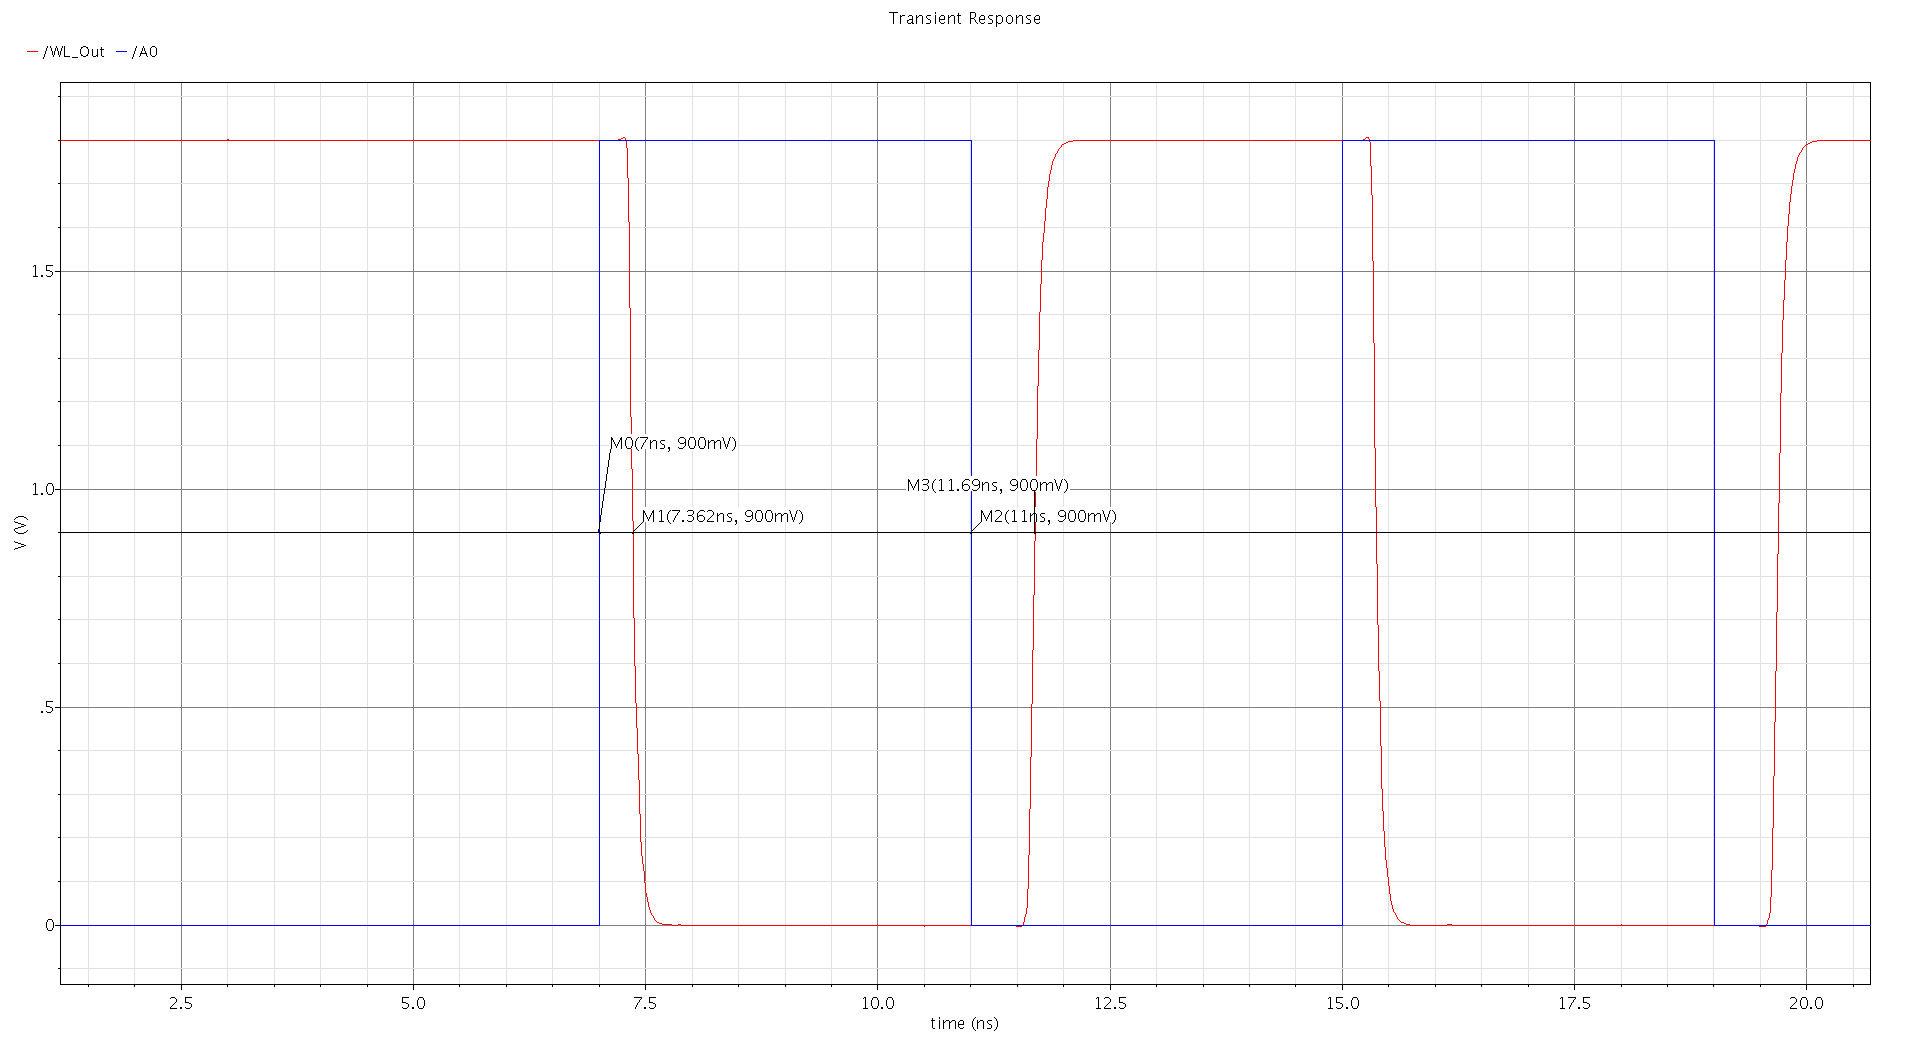 Transient Response
/WL_Out /A0
1.5
1.0
.5
0
V (V)
M0(7ns, 900mV)
M3(11.69ns, 900mV)
M1(7.362ns, 900mV)
M2(11ns, 900mV)
2.5 5.0 7.5 10.0 12.5 15.0 17.5 20.0
time (ns)